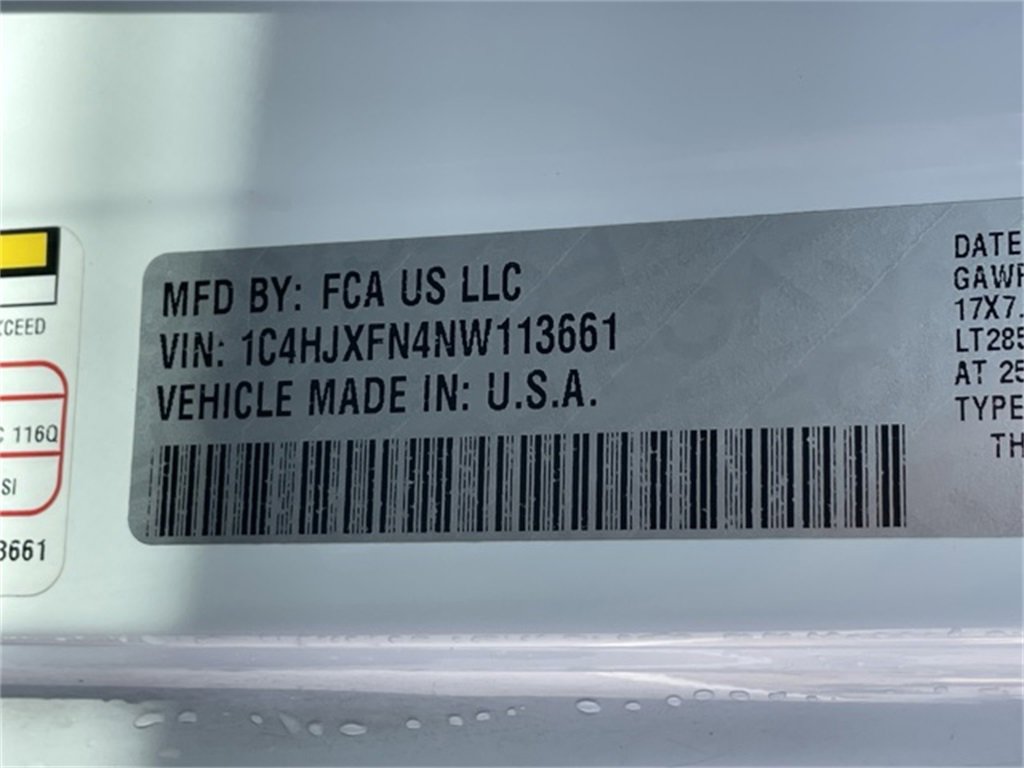 MFD BY: FCA US LLC
VIN: 1C4HJXFN4NW113661
VEHICLE MADE IN: U.S.A.
DATE
GAWR
17X7.
LT285
AT 25
TYPE
TH
XCEED
C 116Q
SI
3661